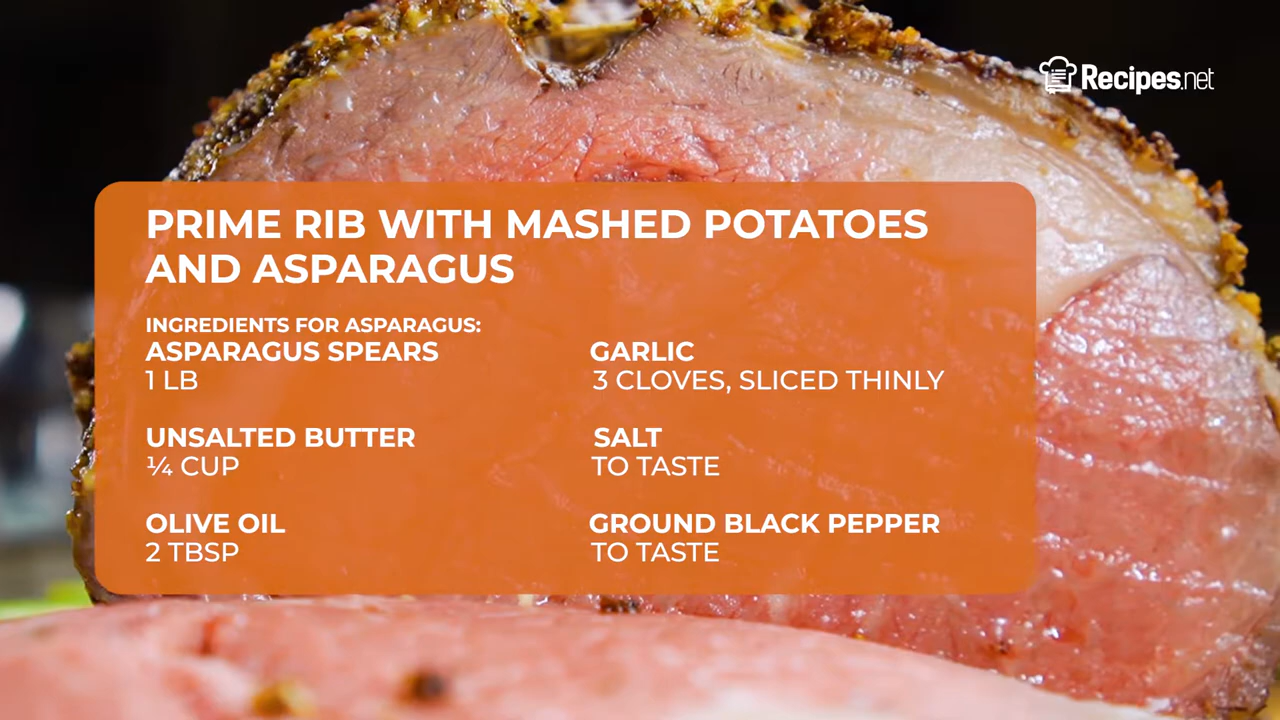 Recipes.net
PRIME RIB WITH MASHED POTATOES
AND ASPARAGUS
INGREDIENTS FOR ASPARAGUS:
ASPARAGUS SPEARS
1 LB
GARLIC
3 CLOVES, SLICED THINLY
UNSALTED BUTTER
¼ CUP
SALT
TO TASTE
OLIVE OIL
2 TBSP
GROUND BLACK PEPPER
TO TASTE